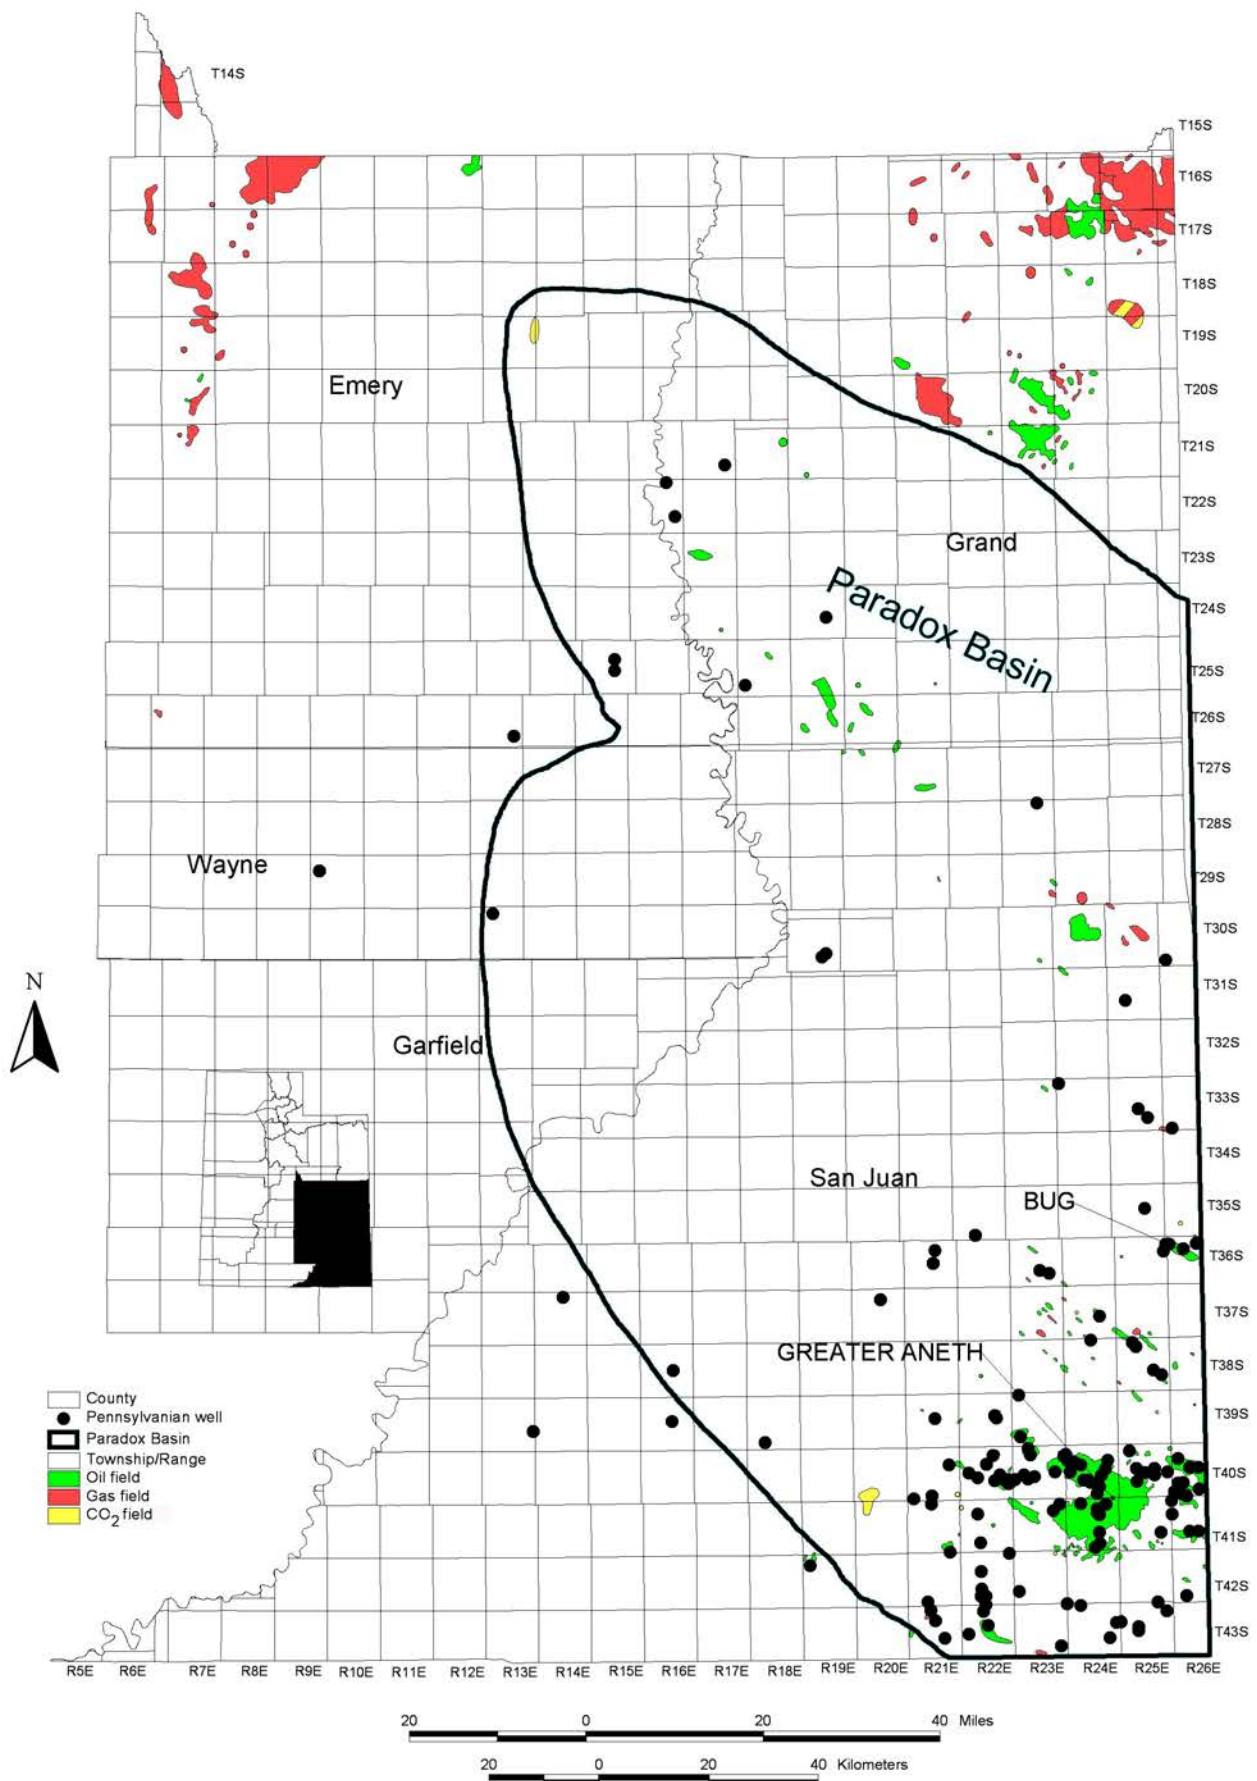 T14S
T15S
T16S
T17S
T18S
T19S
Emery
T20S
T21S
T22S
Grand
T23S
Paradox Basin
T24S
T25S
T26S
T27S
T28S
Wayne
T29S
T30S
N
T31S
Garfield
T32S
T33S
T34S
San Juan
BUG
T35S
T36S
T37S
GREATER ANETH
T38S
County
Pennsylvanian well
T39S
Paradox Basin
Township/Range
T40S
Oil field
Gas field
CO2 field
T41S
T42S
T43S
R5E R6E R7E R8E R9E R10E R11E R12E R13E R14E R15E R16E R17E R18E R19E R20E R21E R22E R23E R24E R25E R26E
20 0 20 40 Miles
20 0 20 40 Kilometers